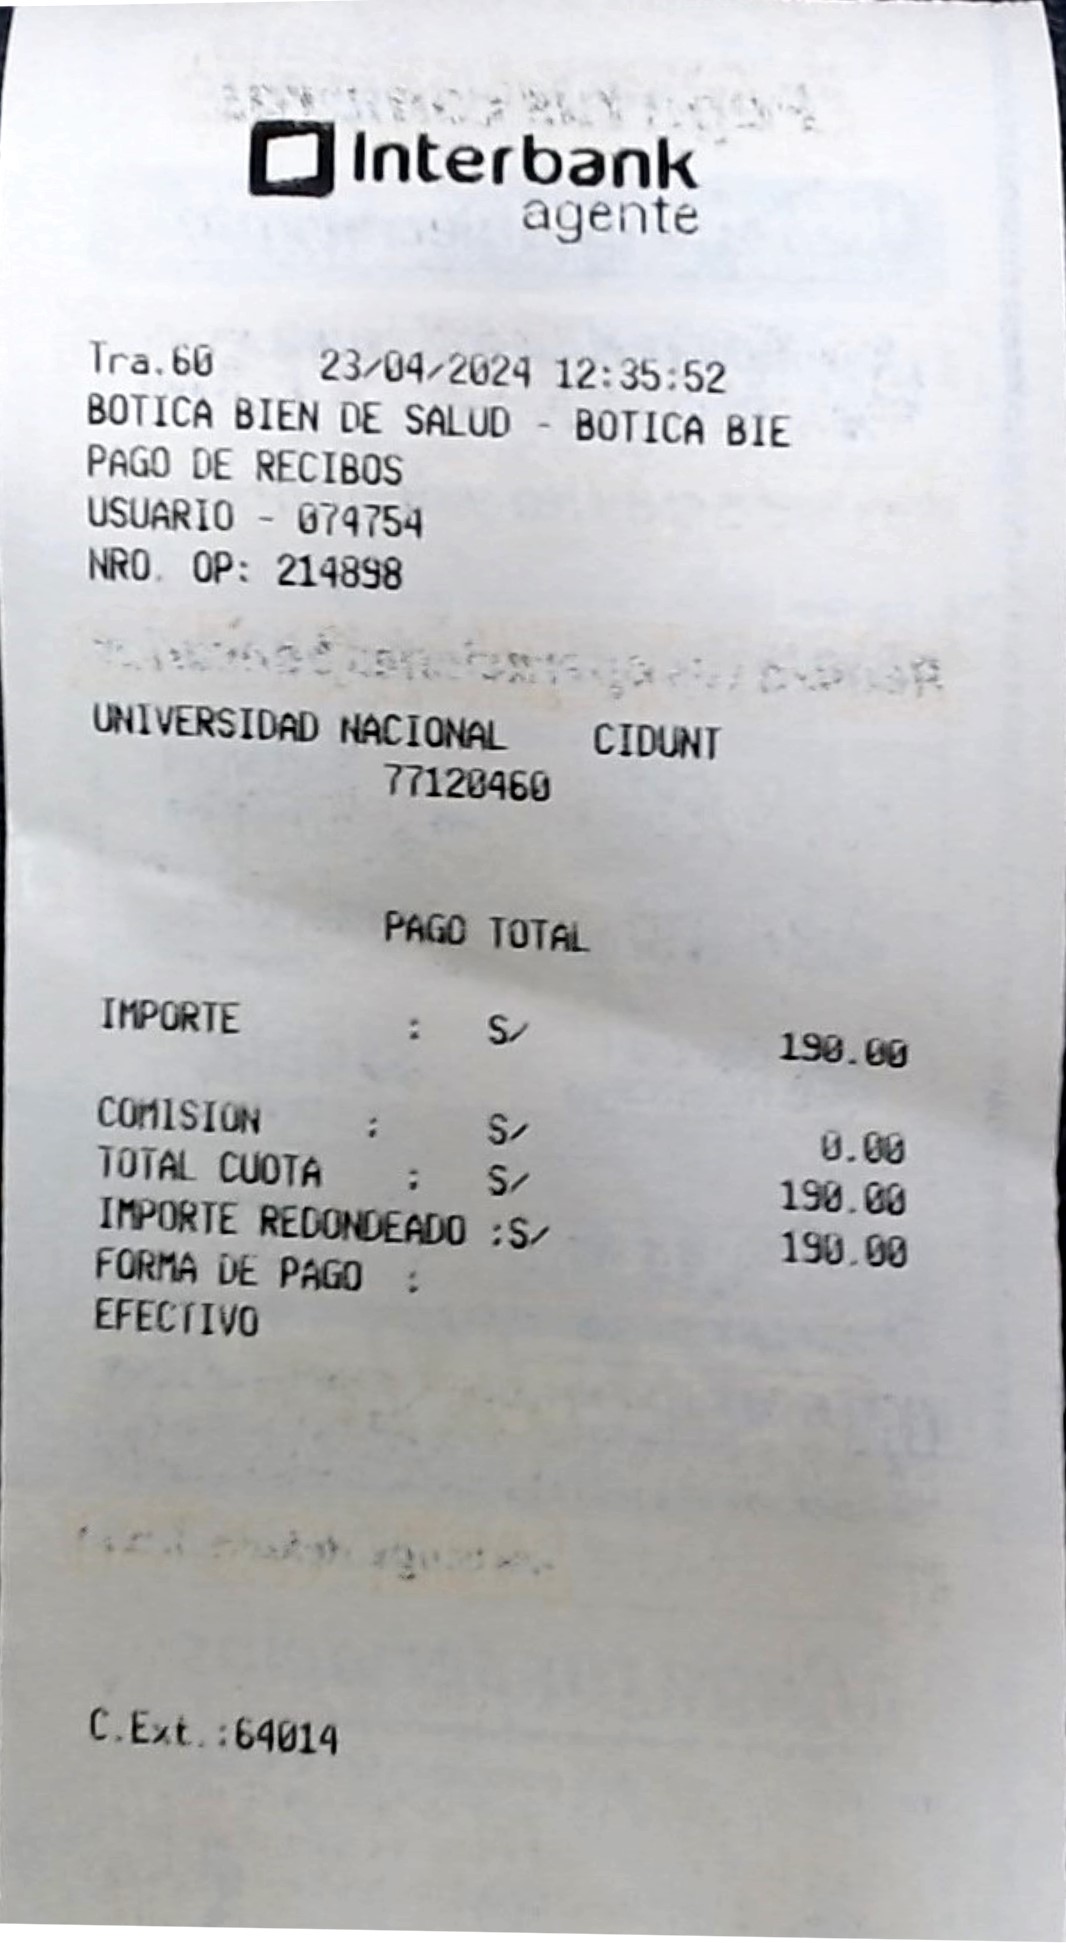 Interbank
agente
Tra.60 23/04/2024 12:35:52
BOTICA BIEN DE SALUD - BOTICA BIE
PAGO DE RECIBOS
USUARIO - 074754
NRO. OP: 214898
UNIVERSIDAD NACIONAL CIDUNT
77120460
PAGO TOTAL
IMPORTE : S/ 190.00
COMISION : S/ 0.00
TOTAL CUOTA : S/ 190.00
IMPORTE REDONDEADO :S/ 190.00
FORMA DE PAGO :
EFECTIVO
C.Ext.:64014